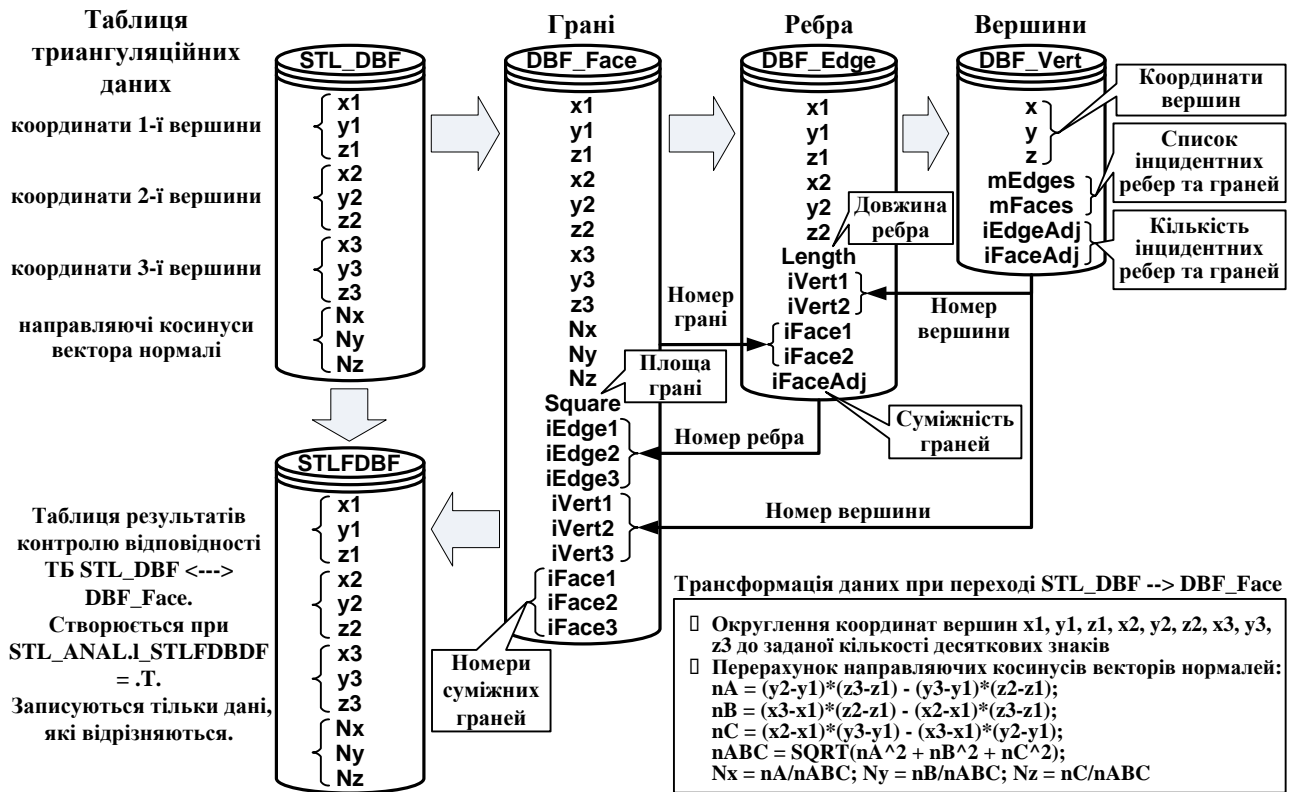 Таблиця
триангуляційних
даних
координати 1-ї вершини
координати 2-ї вершини
координати 3-ї вершини
направляючі косинуси
вектора нормалі
STL_DBF
x1
y1
z1
x2
y2
z2
x3
y3
z3
Nx
Ny
Nz
Грані
DBF_Face
x1
y1
z1
x2
y2
z2
x3
y3
z3
Nx
Ny
Nz
Square
iEdge1
iEdge2
iEdge3
iVert1
iVert2
iVert3
iFace1
iFace2
iFace3
Площа
грані
Номери
суміжних
граней
Номер
грані
Номер ребра
Номер вершини
Ребра
DBF_Edge
x1
y1
z1
x2
y2
z2
Length
iVert1
iVert2
iFace1
iFace2
iFaceAdj
Довжина
ребра
Суміжність
граней
Номер
вершини
Вершини
DBF_Vert
x
y
z
mEdges
mFaces
iEdgeAdj
iFaceAdj
Координати
вершин
Список
інцидентних
ребер та граней
Кількість
інцидентних
ребер та граней
Таблиця результатів
контролю відповідності
ТБ STL_DBF <--->
DBF_Face.
Створюється при
STL_ANAL.l_STLFDBDF
= .T.
Записуються тільки дані,
які відрізняються.
STLFDBF
x1
y1
z1
x2
y2
z2
x3
y3
z3
Nx
Ny
Nz
Трансформація даних при переході STL_DBF --> DBF_Face
Округлення координат вершин x1, y1, z1, x2, y2, z2, x3, y3,
z3 до заданої кількості десяткових знаків
Перерахунок направляючих косинусів векторів нормалей:
nA = (y2-y1)*(z3-z1) - (y3-y1)*(z2-z1);
nB = (x3-x1)*(z2-z1) - (x2-x1)*(z3-z1);
nC = (x2-x1)*(y3-y1) - (x3-x1)*(y2-y1);
nABC = SQRT(nA^2 + nB^2 + nC^2);
Nx = nA/nABC; Ny = nB/nABC; Nz = nC/nABC